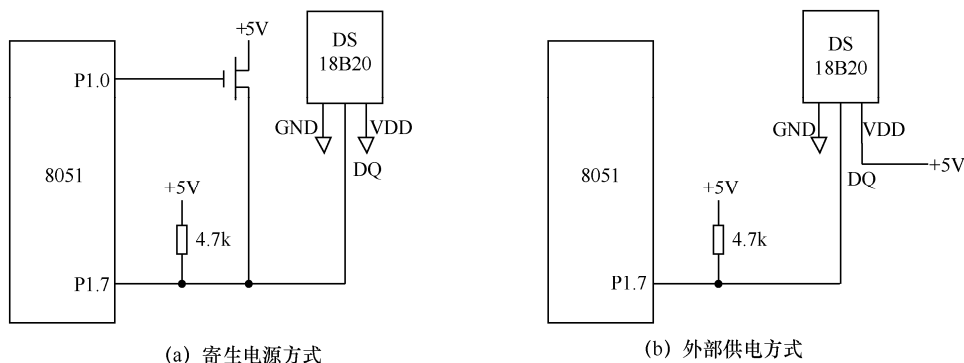 +5V
DS
18B20
P1.0
GND
VDD
DQ
8051
+5V
4.7k
P1.7
(a) 寄生电源方式
DS
18B20
GND
VDD
+5V
DQ
8051
+5V
4.7k
P1.7
(b) 外部供电方式